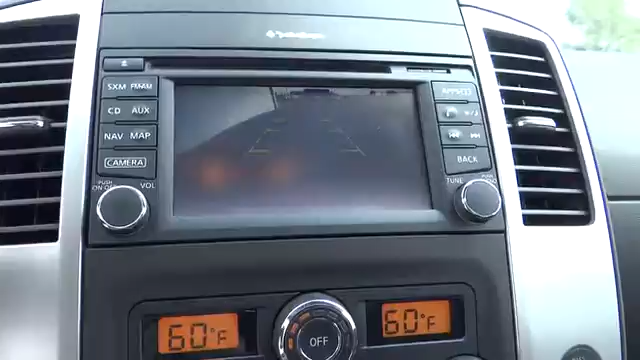 SXM FM·AM
CD AUX
NAV MAP
CAMERA
BACK
PUSH
ON·OFF
VOL
TUNE
60°F
OFF
60°F